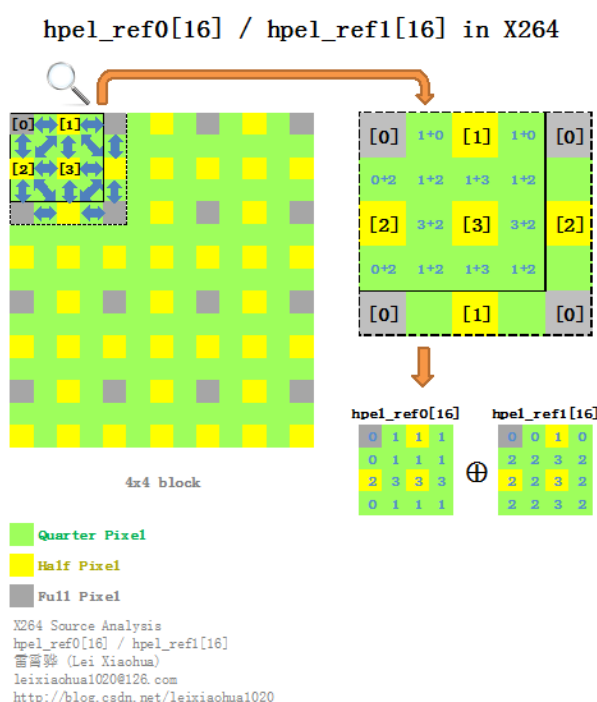 hpel_ref0[16] / hpel_ref1[16] in X264
[0] [1]
[2] [3]
[0] 1+0 [1] 1+0 [0]
0+2 1+2 1+3 1+2
[2] 3+2 [3] 3+2 [2]
0+2 1+2 1+3 1+2
[0] [1] [0]
hpel_ref0[16] hpel_ref1[16]
0 1 1 1 0 0 1 0
0 1 1 1 2 2 3 2
2 3 3 3 2 2 3 2
0 1 1 1 2 2 3 2
4x4 block
Quarter Pixel
Half Pixel
Full Pixel
X264 Source Analysis
hpel_ref0[16] / hpel_ref1[16]
雷霄骅 (Lei Xiaohua)
leixiaohua1020@126.com
http://blog.csdn.net/leixiaohua1020